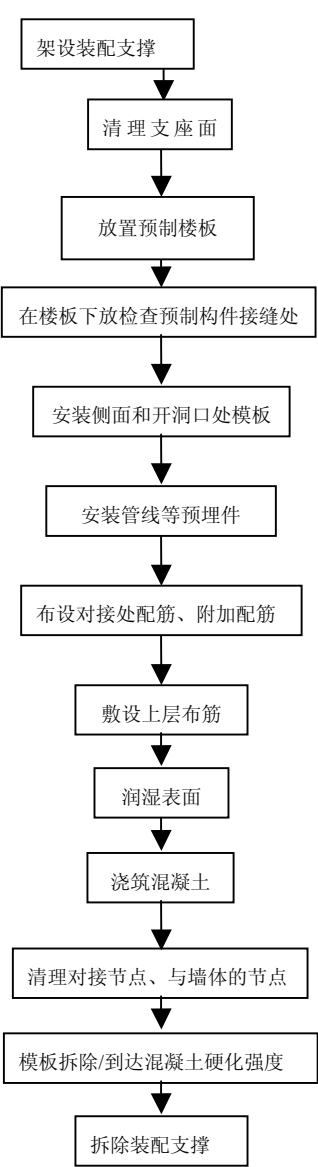 架设装配支撑
清理支座面
放置预制楼板
在楼板下放检查预制构件接缝处
安装侧面和开洞口处模板
安装管线等预埋件
布设对接处配筋、附加配筋
敷设上层布筋
润湿表面
浇筑混凝土
清理对接节点、与墙体的节点
模板拆除/到达混凝土硬化强度
拆除装配支撑